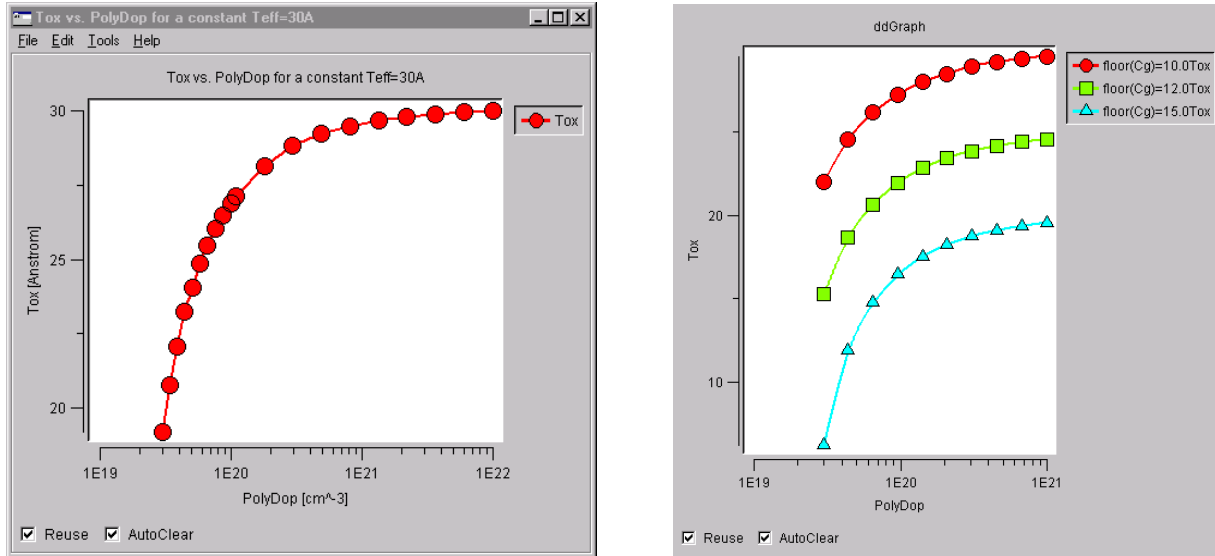 Tox vs. PolyDop for a constant Teff=30A
File Edit Tools Help
Tox vs. PolyDop for a constant Teff=30A
30
25
20
Tox [Anstrom]
1E19 1E20 1E21 1E22
PolyDop [cm^-3]
Tox
Reuse AutoClear
ddGraph
20
10
Tox
1E19 1E20 1E21
PolyDop
floor(Cg)=10.0Tox
floor(Cg)=12.0Tox
floor(Cg)=15.0Tox
Reuse AutoClear